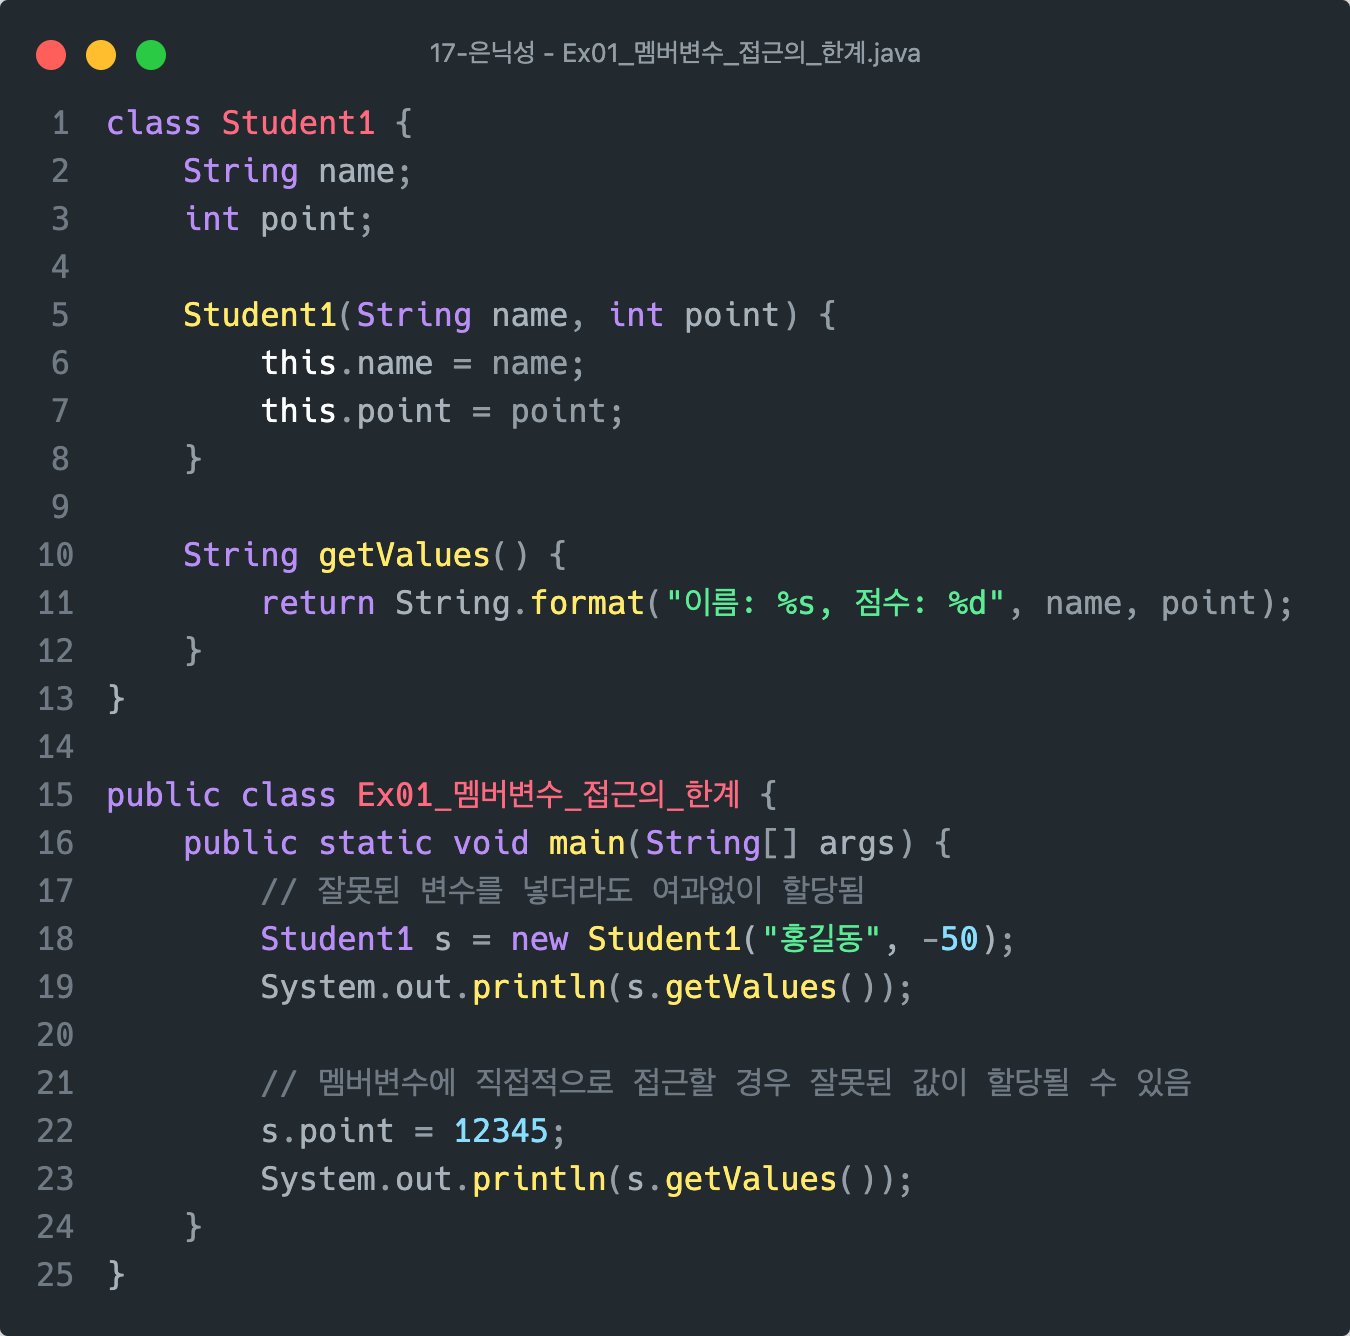 17-은닉성 - Ex01_멤버변수_접근의_한계.java
1 class Student1 {
2     String name;
3     int point;
4
5     Student1(String name, int point) {
6         this.name = name;
7         this.point = point;
8     }
9
10     String getValues() {
11         return String.format("이름: %s, 점수: %d", name, point);
12     }
13 }
14
15 public class Ex01_멤버변수_접근의_한계 {
16     public static void main(String[] args) {
17         // 잘못된 변수를 넣더라도 여과없이 할당됨
18         Student1 s = new Student1("홍길동", -50);
19         System.out.println(s.getValues());
20
21         // 멤버변수에 직접적으로 접근할 경우 잘못된 값이 할당될 수 있음
22         s.point = 12345;
23         System.out.println(s.getValues());
24     }
25 }